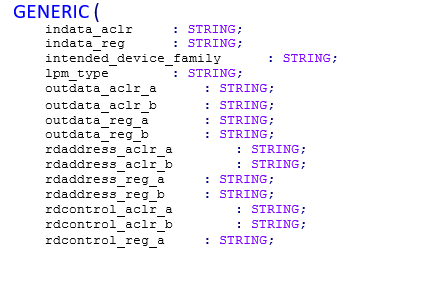 GENERIC (
indata_aclr : STRING;
indata_reg : STRING;
intended_device_family : STRING;
lpm_type : STRING;
outdata_aclr_a : STRING;
outdata_aclr_b : STRING;
outdata_reg_a : STRING;
outdata_reg_b : STRING;
rdaddress_aclr_a : STRING;
rdaddress_aclr_b : STRING;
rdaddress_reg_a : STRING;
rdaddress_reg_b : STRING;
rdcontrol_aclr_a : STRING;
rdcontrol_aclr_b : STRING;
rdcontrol_reg_a : STRING;